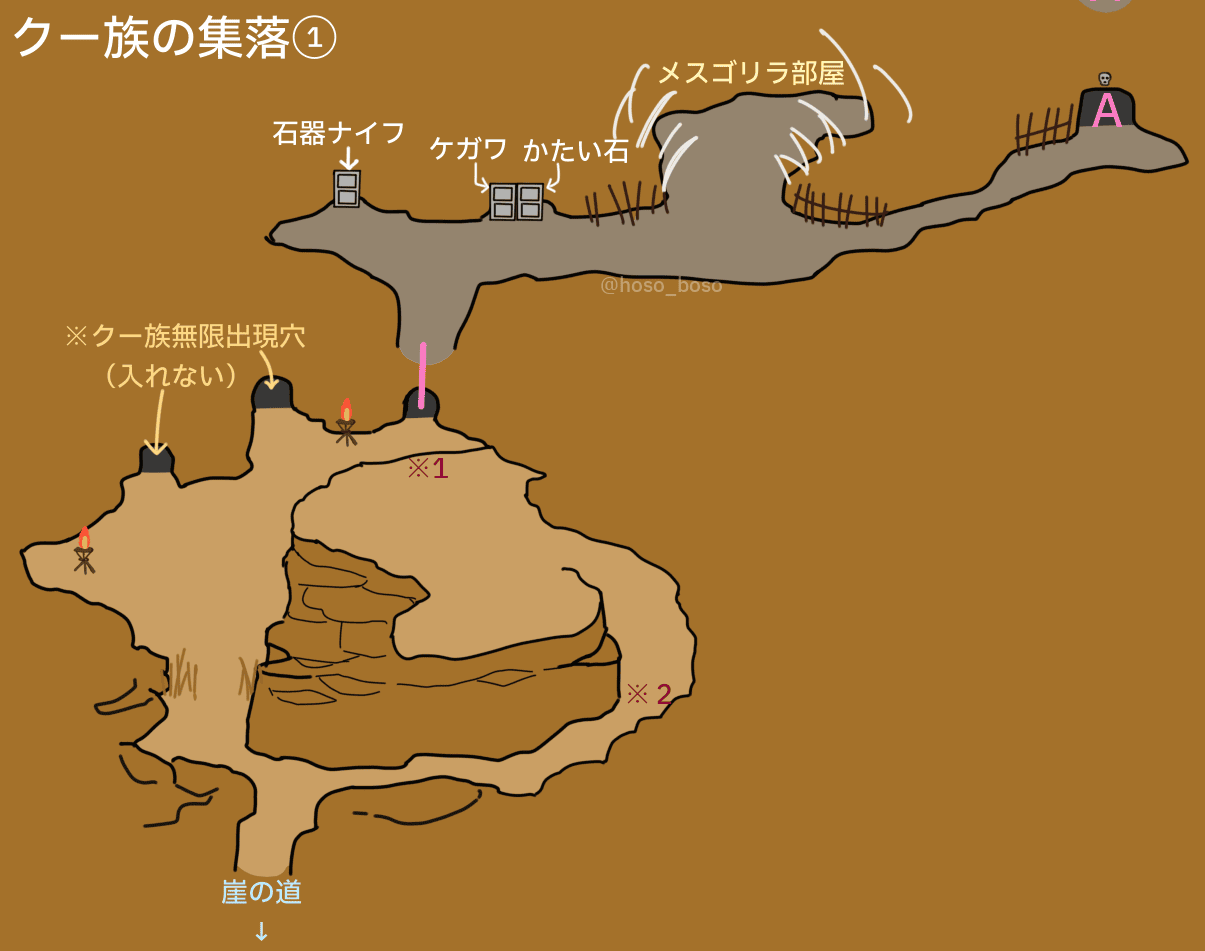 クー族の集落①
メスゴリラ部屋
A
石器ナイフ
ケガワ かたい石
@hoso_boso
※クー族無限出現穴
（入れない）
※1
※2
崖の道
↓